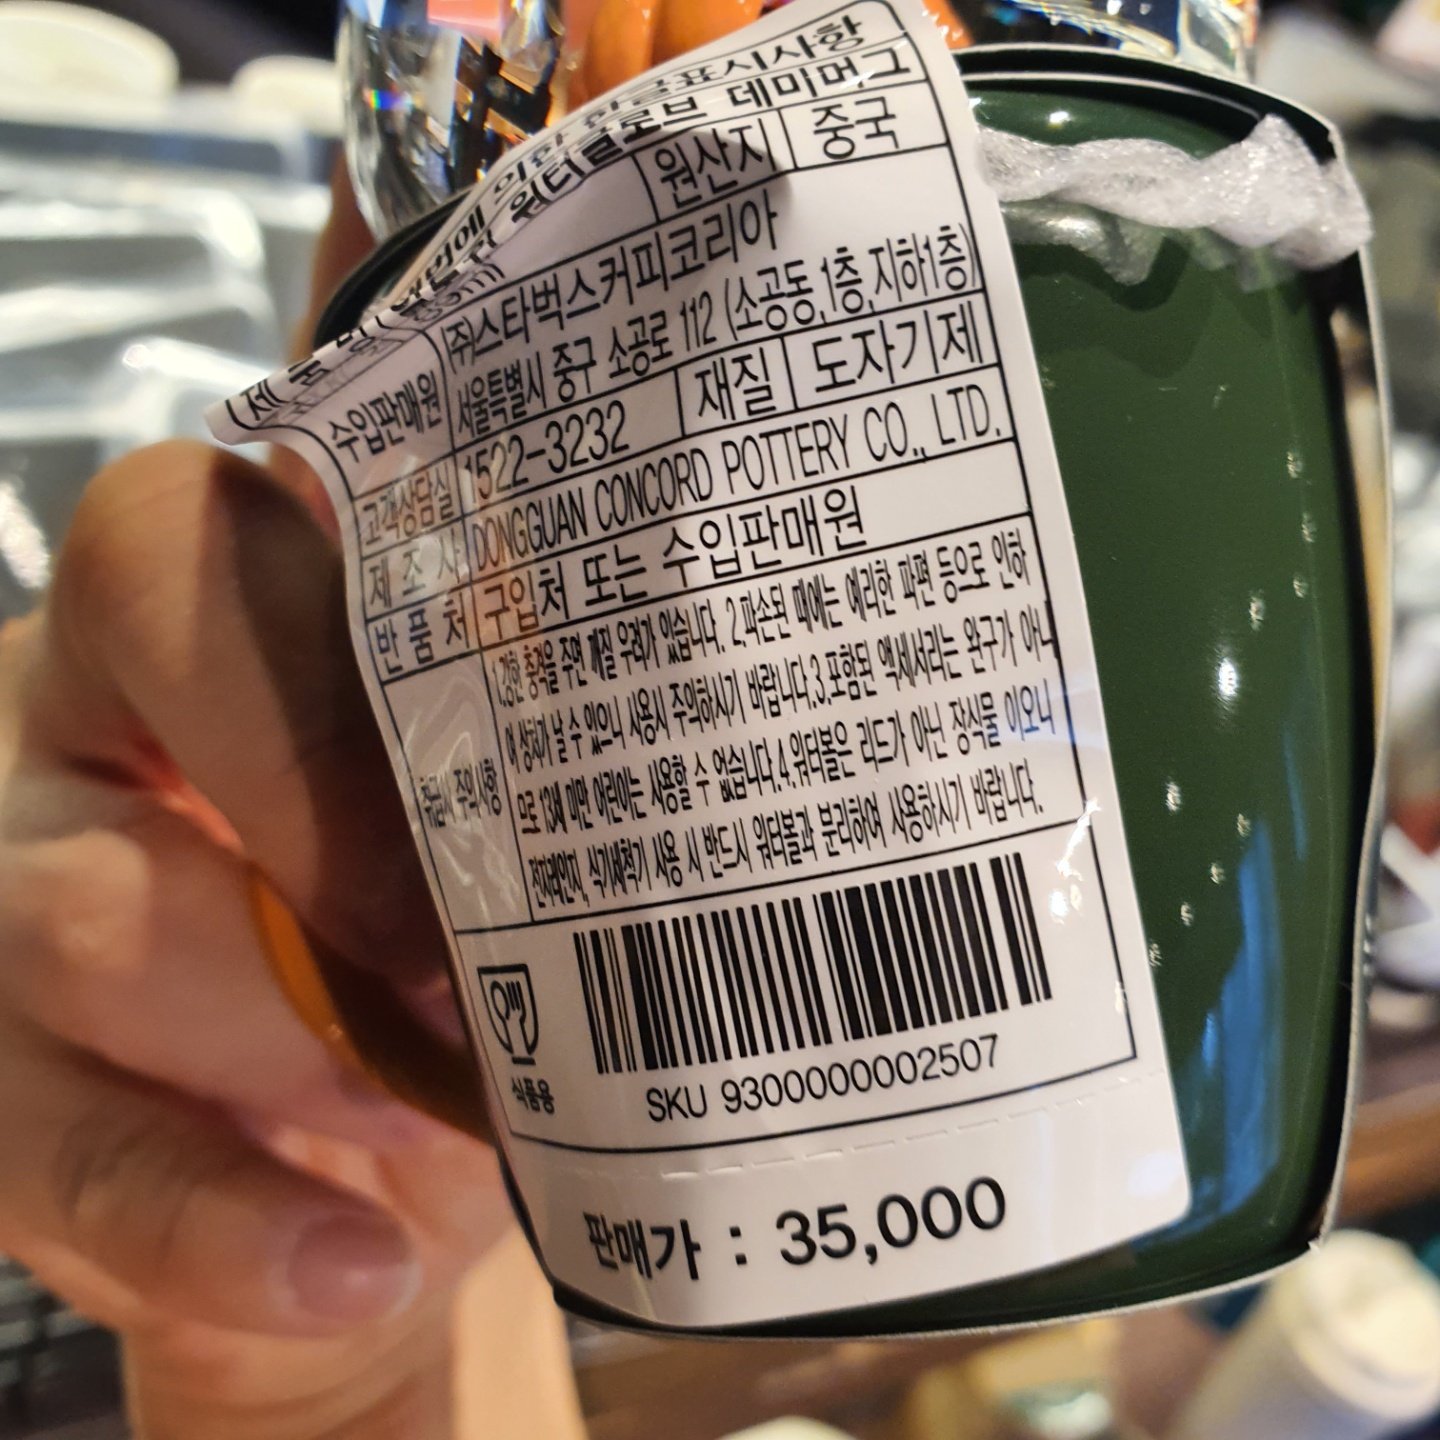 워터글로브 데미머그
원산지 중국
수입판매원 (주)스타벅스커피코리아
서울특별시 중구 소공로 112 (소공동,1층,지하1층)
고객상담실 1522-3232 재질 도자기제
제 조 사 DONGGUAN CONCORD POTTERY CO., LTD.
반 품 처 구입처 또는 수입판매원
취급시 주의사항
1.강한 충격을 주면 깨질 우려가 있습니다. 2.파손된 때에는 예리한 파편 등으로 인하
여 상처가 날 수 있으니 사용시 주의하시기 바랍니다.3.포함된 액세서리는 완구가 아니
므로 13세 미만 어린이는 사용할 수 없습니다.4.워터볼은 리드가 아닌 장식물 이오니
전자레인지, 식기세척기 사용 시 반드시 워터볼과 분리하여 사용하시기 바랍니다.
식품용
SKU 9300000002507
판매가 : 35,000